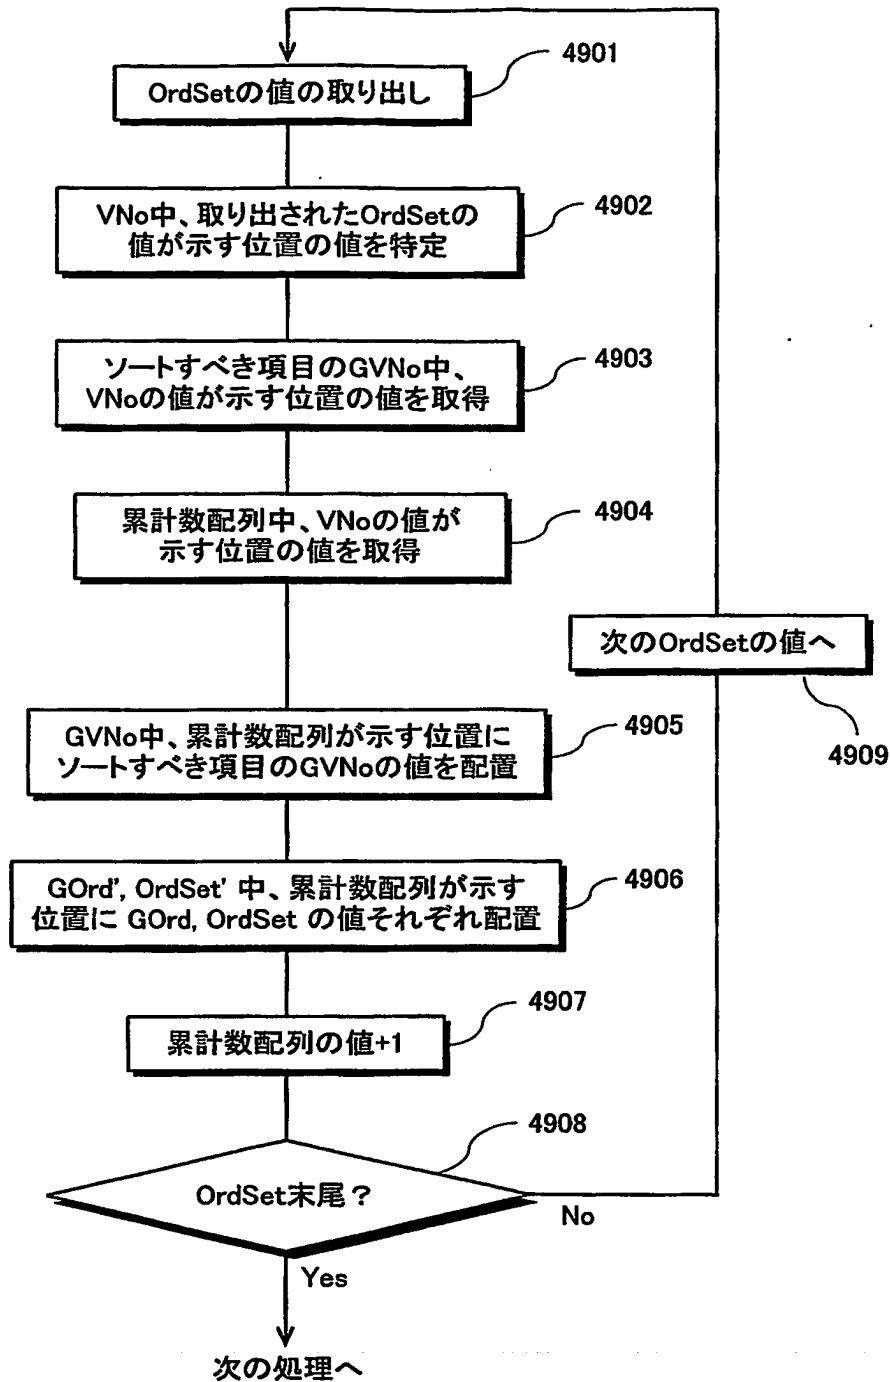 OrdSetの値の取り出し
4901
VNo中、取り出されたOrdSetの
値が示す位置の値を特定
4902
ソートすべき項目のGVNo中、
VNoの値が示す位置の値を取得
4903
累計数配列中、VNoの値が
示す位置の値を取得
4904
次のOrdSetの値へ
4909
GVNo中、累計数配列が示す位置に
ソートすべき項目のGVNoの値を配置
4905
GOrd', OrdSet' 中、累計数配列が示す
位置に GOrd, OrdSet の値それぞれ配置
4906
累計数配列の値+1
4907
OrdSet末尾？
4908
No
Yes
次の処理へ